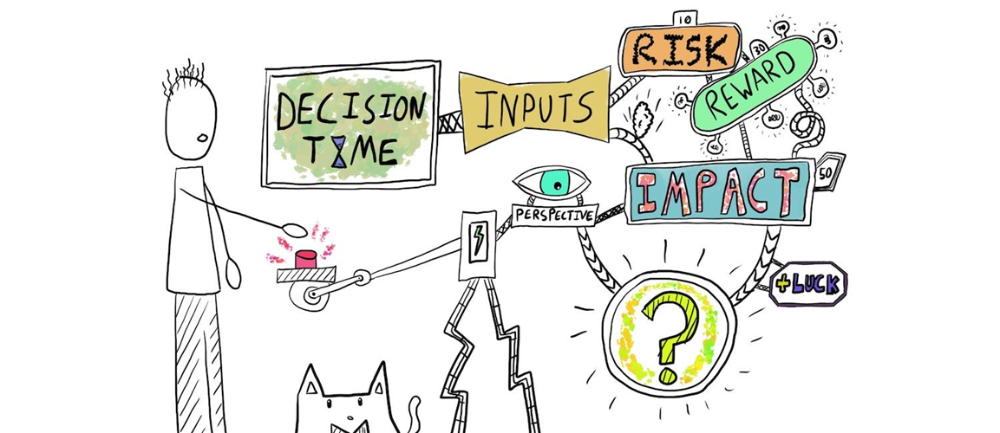 DECISION
TIME
INPUTS
10
RISK
30
REWARD
IMPACT
50
PERSPECTIVE
+LUCK
?